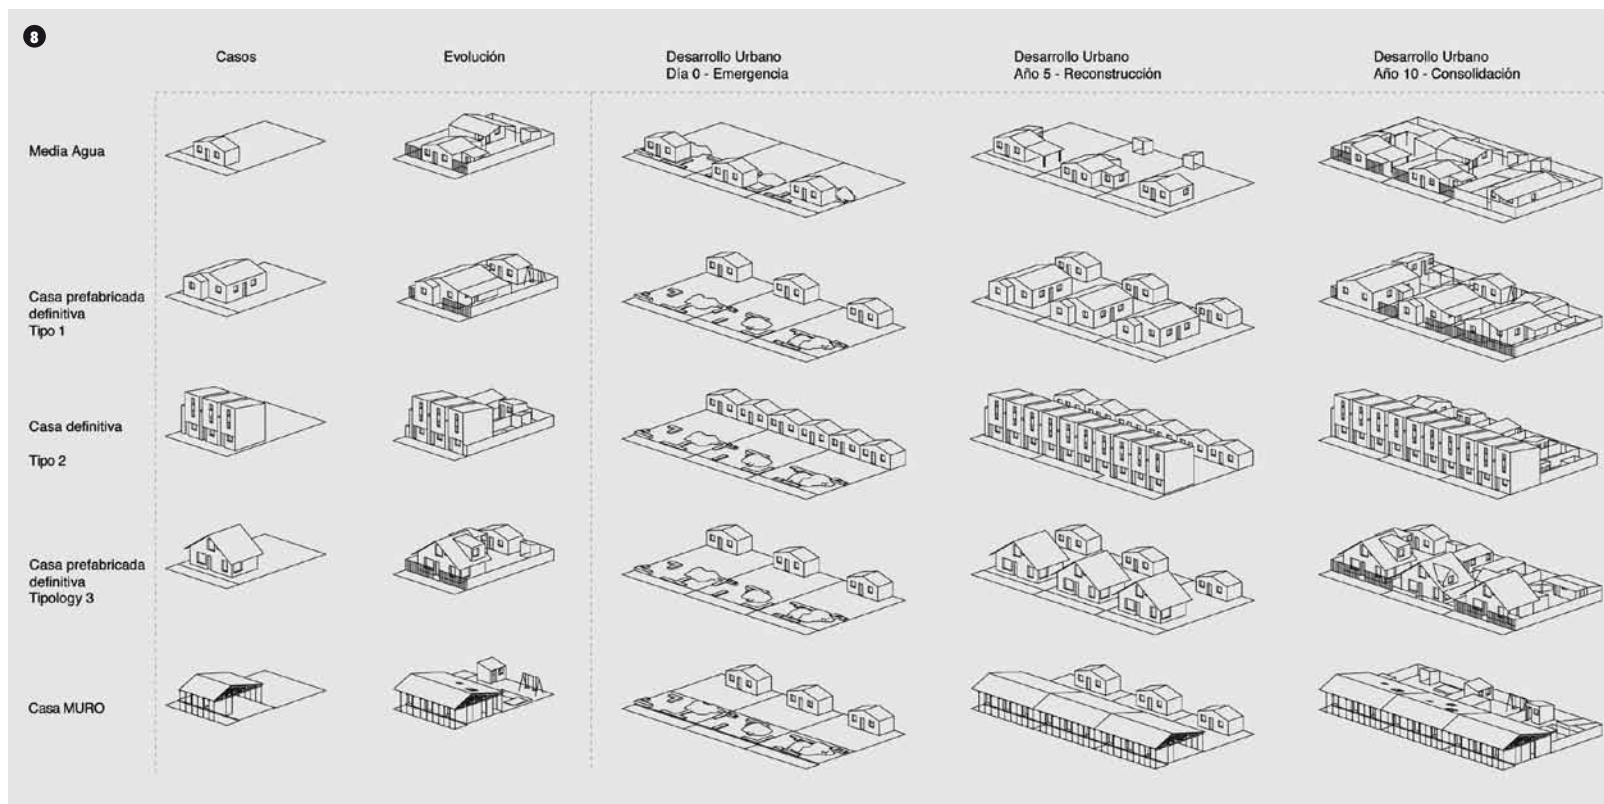 8
Casos
Evolución
Desarrollo Urbano
Día 0 - Emergencia
Desarrollo Urbano
Año 5 - Reconstrucción
Desarrollo Urbano
Año 10 - Consolidación
Media Agua
Casa prefabricada
definitiva
Tipo 1
Casa definitiva
Tipo 2
Casa prefabricada
definitiva
Tipology 3
Casa MURO